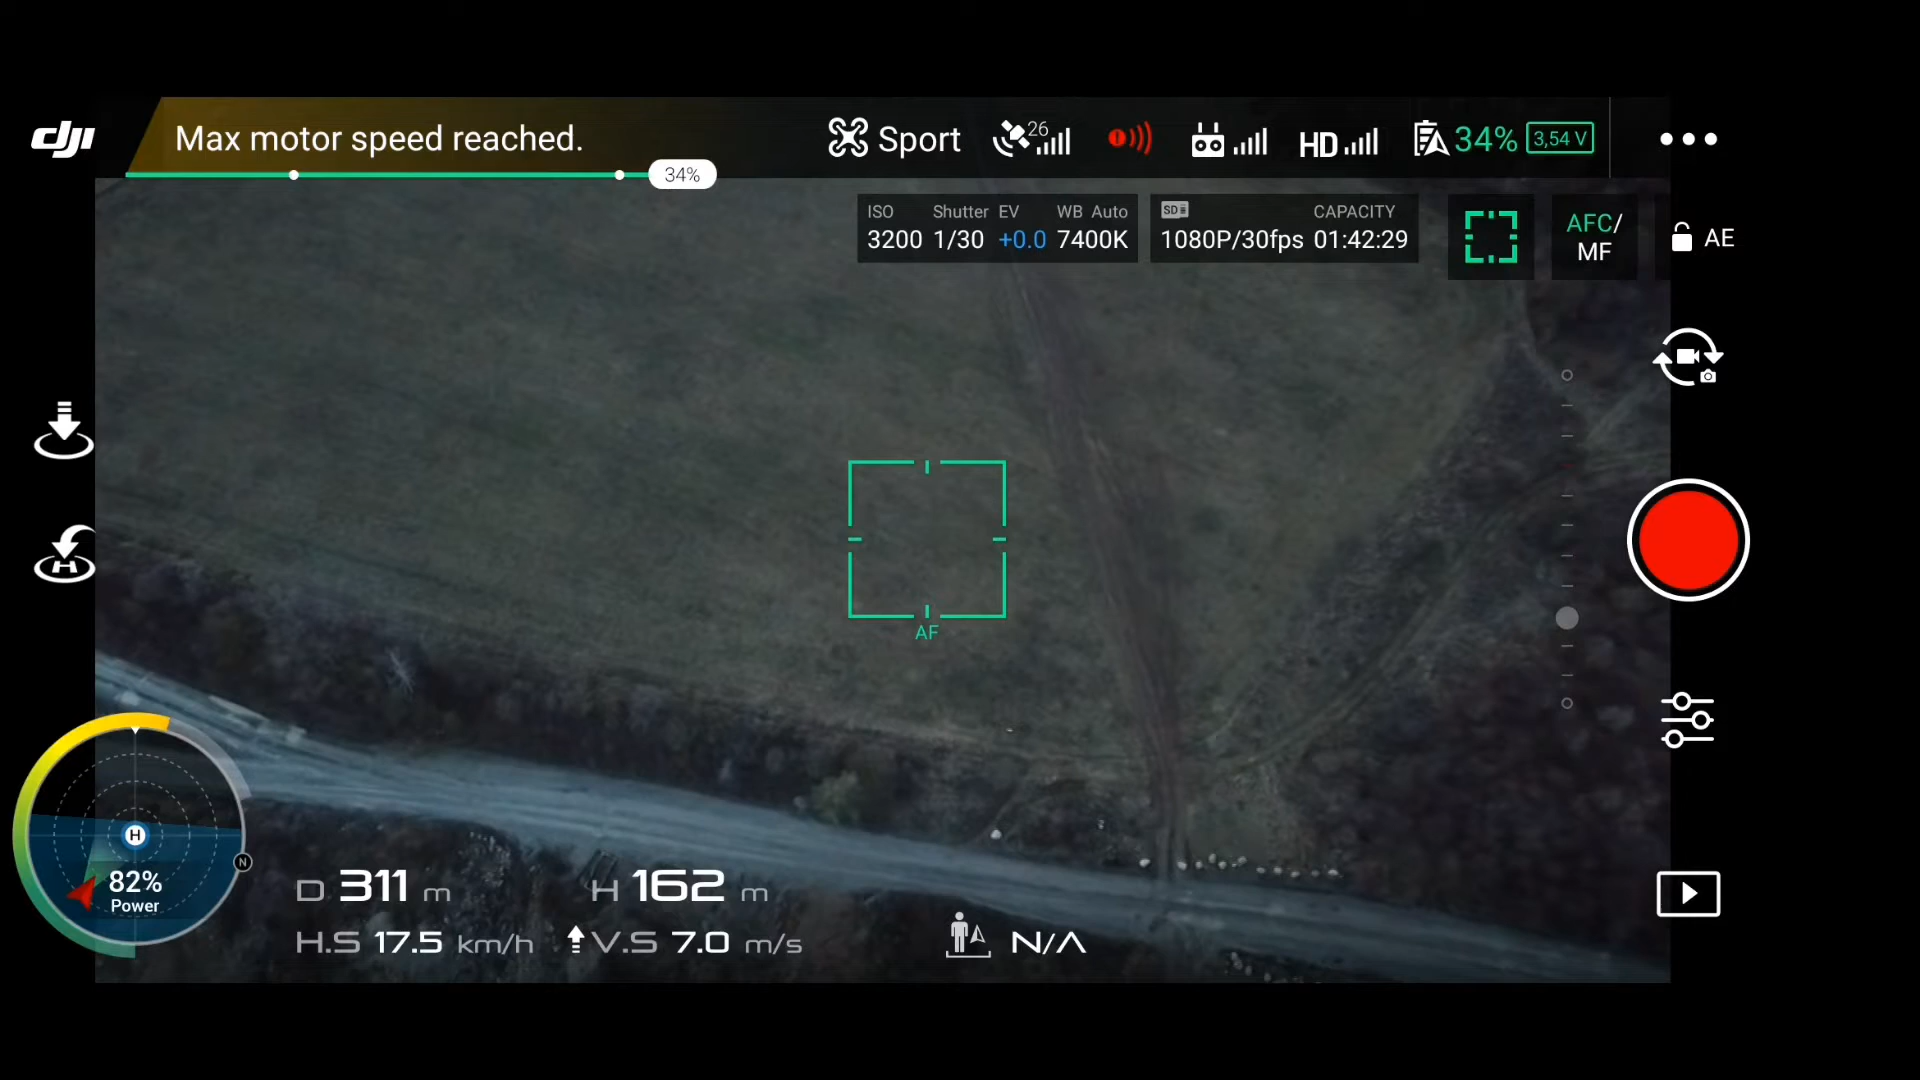 dji
Max motor speed reached.
34%
Sport
26
HD
34%
3,54 V
ISO Shutter EV WB Auto
3200 1/30 +0.0 7400K
SD CAPACITY
1080P/30fps 01:42:29
AFC/
MF
AE
AF
H
H
N
82%
Power
D 311 m H 162 m
H.S 17.5 km/h V.S 7.0 m/s N/A